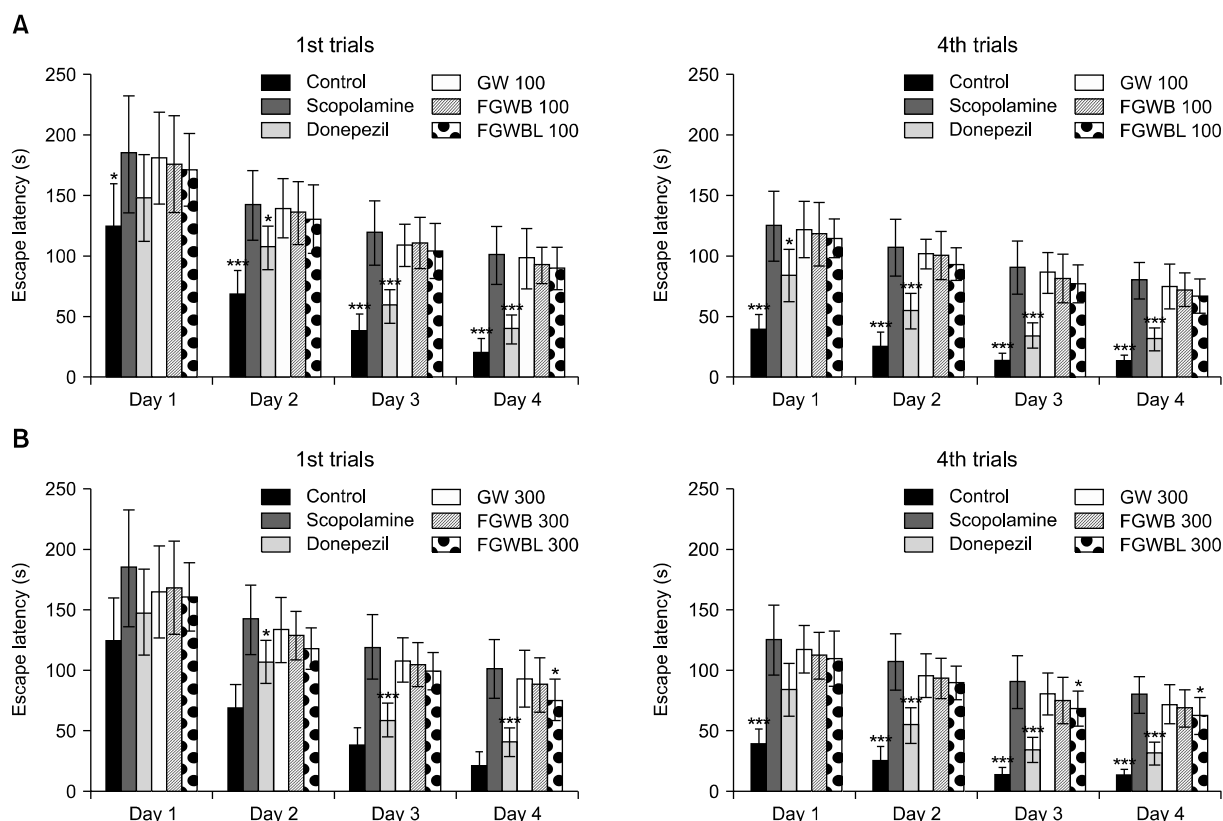 A
1st trials
Escape latency (s)
250
200
150
100
50
0
Control
Scopolamine
Donepezil
GW 100
FGWB 100
FGWBL 100
*
***
*
***
***
***
***
Day 1
Day 2
Day 3
Day 4
4th trials
Escape latency (s)
250
200
150
100
50
0
Control
Scopolamine
Donepezil
GW 100
FGWB 100
FGWBL 100
***
*
***
***
***
***
***
***
Day 1
Day 2
Day 3
Day 4
B
1st trials
Escape latency (s)
250
200
150
100
50
0
Control
Scopolamine
Donepezil
GW 300
FGWB 300
FGWBL 300
*
***
***
*
Day 1
Day 2
Day 3
Day 4
4th trials
Escape latency (s)
250
200
150
100
50
0
Control
Scopolamine
Donepezil
GW 300
FGWB 300
FGWBL 300
***
***
***
***
***
*
***
***
*
Day 1
Day 2
Day 3
Day 4